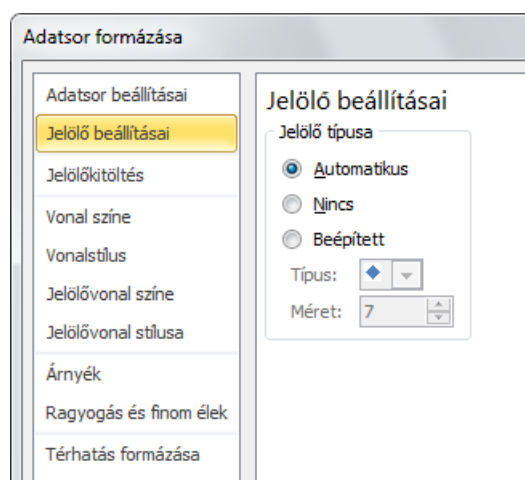 Adatsor formázása
Adatsor beállításai
Jelölő beállításai
Jelölőkitöltés
Vonal színe
Vonalstílus
Jelölővonal színe
Jelölővonal stílusa
Árnyék
Ragyogás és finom élek
Térhatás formázása
Jelölő beállításai
Jelölő típusa
Automatikus
Nincs
Beépített
Típus:
Méret: 7